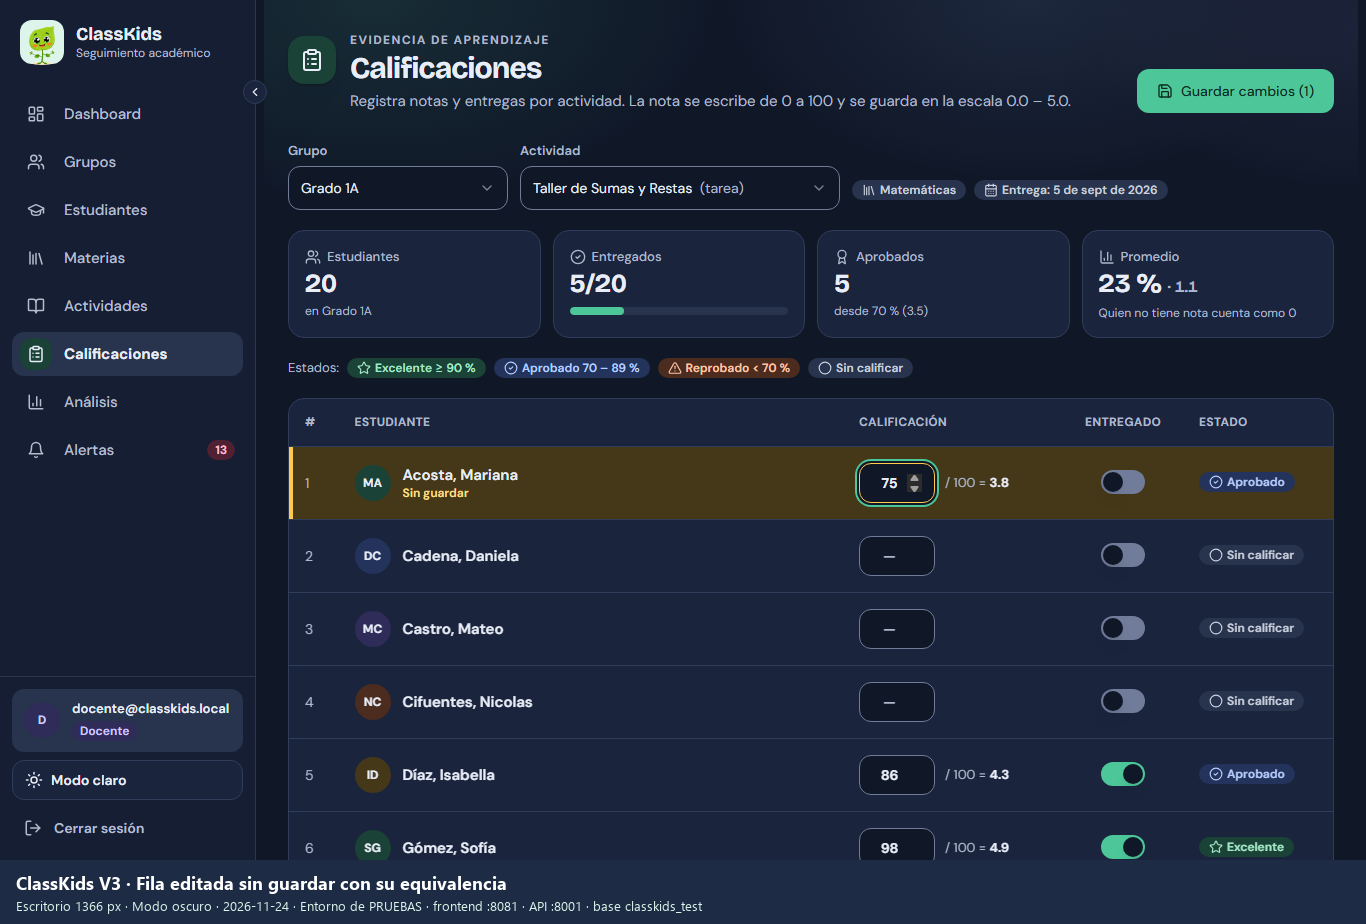 ClassKids
Seguimiento académico
Dashboard
Grupos
Estudiantes
Materias
Actividades
Calificaciones
Análisis
Alertas 13
D docente@classkids.local
Docente
Modo claro
Cerrar sesión
EVIDENCIA DE APRENDIZAJE
Calificaciones
Registra notas y entregas por actividad. La nota se escribe de 0 a 100 y se guarda en la escala 0.0 – 5.0.
Guardar cambios (1)
Grupo
Grado 1A
Actividad
Taller de Sumas y Restas (tarea)
Matemáticas
Entrega: 5 de sept de 2026
Estudiantes
20
en Grado 1A
Entregados
5/20
Aprobados
5
desde 70 % (3.5)
Promedio
23 % · 1.1
Quien no tiene nota cuenta como 0
Estados: Excelente ≥ 90 % Aprobado 70 – 89 % Reprobado < 70 % Sin calificar
# ESTUDIANTE CALIFICACIÓN ENTREGADO ESTADO
1 MA Acosta, Mariana 75 / 100 = 3.8 Aprobado
Sin guardar
2 DC Cadena, Daniela — Sin calificar
3 MC Castro, Mateo — Sin calificar
4 NC Cifuentes, Nicolas — Sin calificar
5 ID Díaz, Isabella 86 / 100 = 4.3 Aprobado
6 SG Gómez, Sofía 98 / 100 = 4.9 Excelente
ClassKids V3 · Fila editada sin guardar con su equivalencia
Escritorio 1366 px · Modo oscuro · 2026-11-24 · Entorno de PRUEBAS · frontend :8081 · API :8001 · base classkids_test